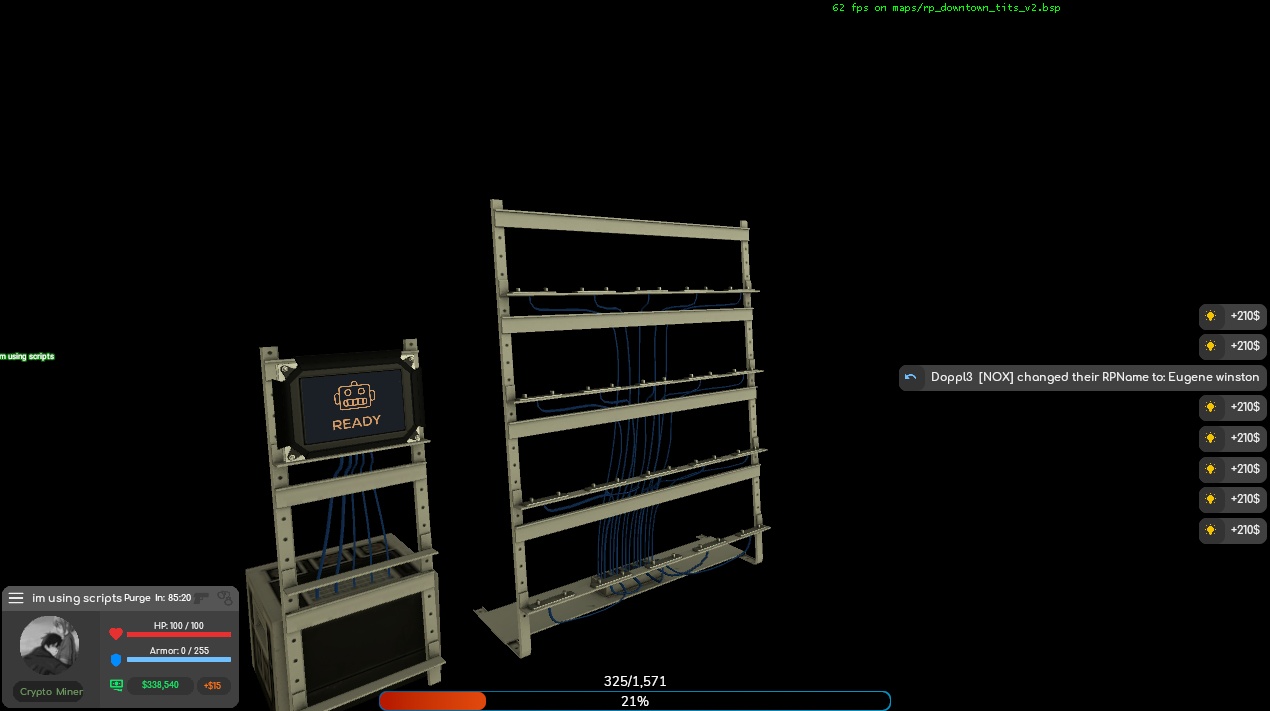 62 fps on maps/rp_downtown_tits_v2.bsp
+210$
+210$
m using scripts
Doppl3 [NOX] changed their RPName to: Eugene winston
+210$
READY
+210$
+210$
+210$
+210$
im using scripts Purge In: 85:20
HP: 100 / 100
Armor: 0 / 255
$338,540 +$15
Crypto Miner
325/1,571
21%